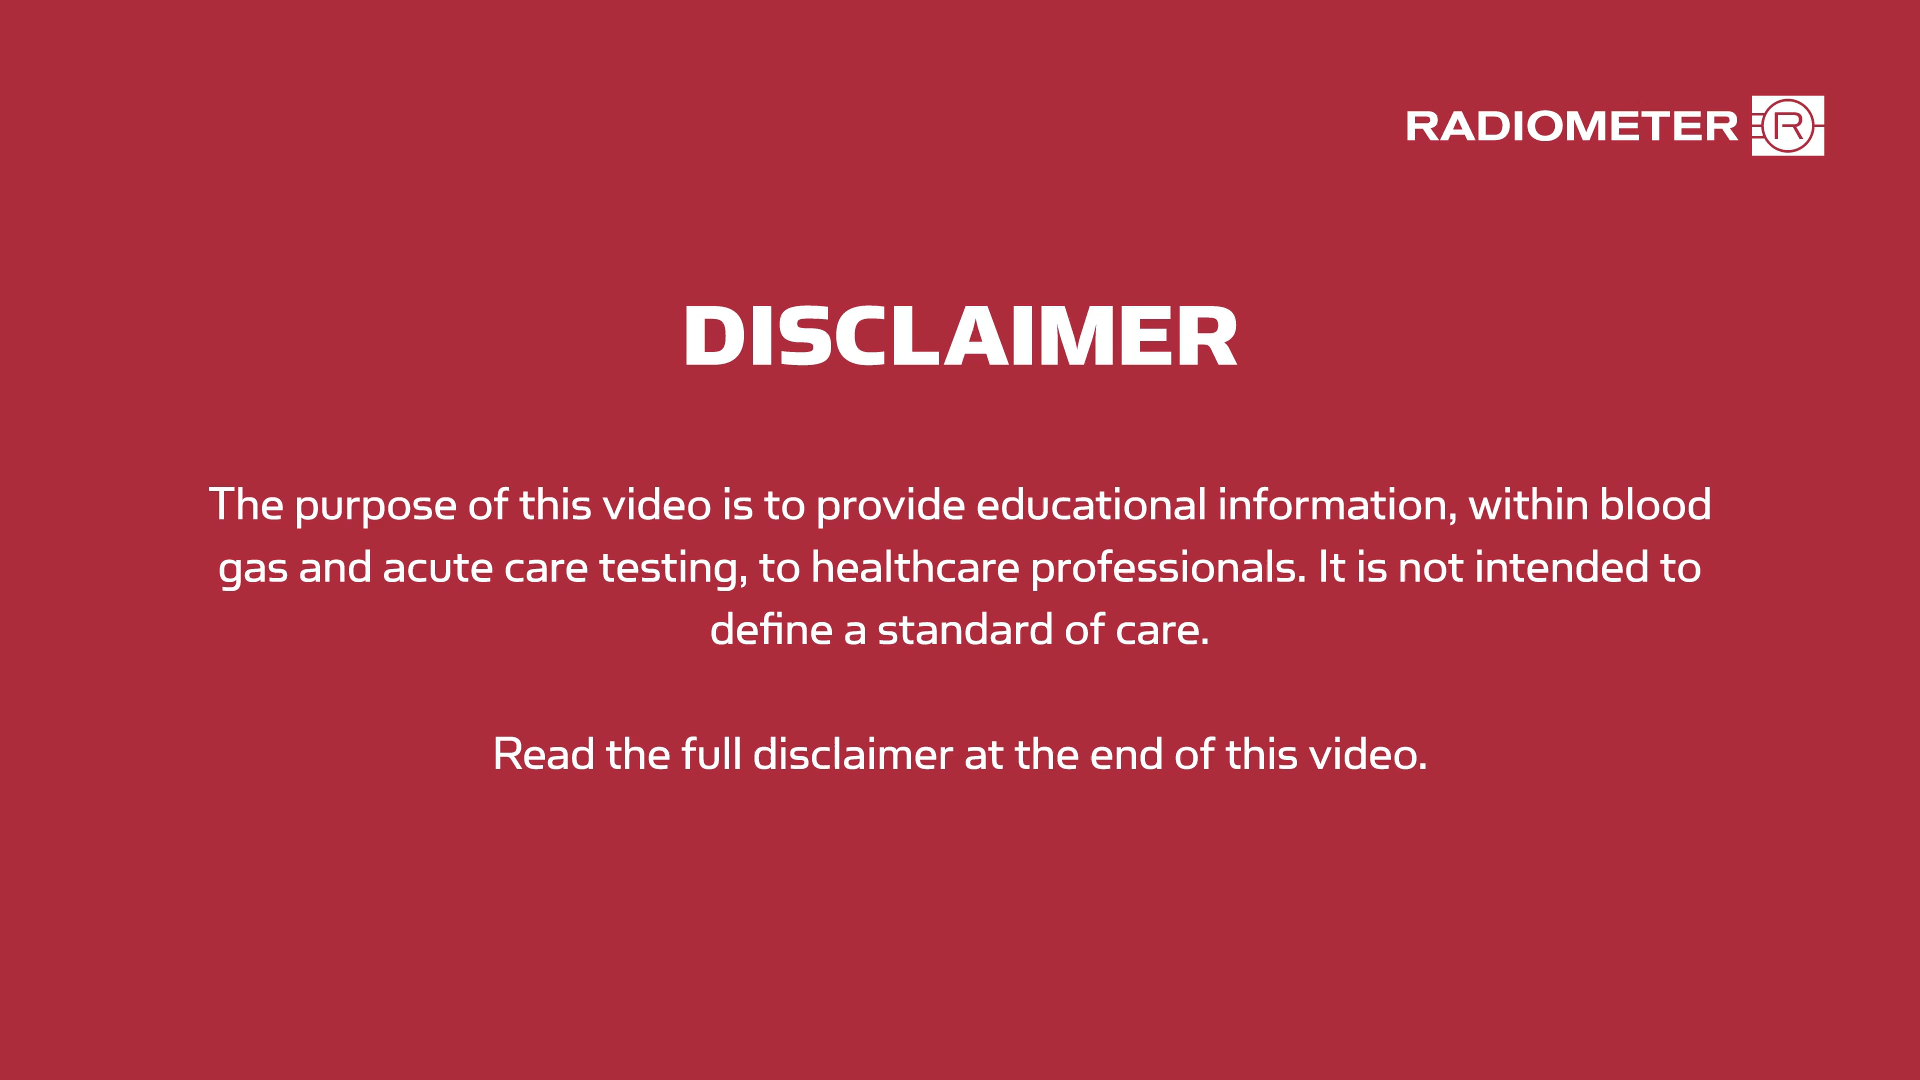 RADIOMETER R
DISCLAIMER
The purpose of this video is to provide educational information, within blood
gas and acute care testing, to healthcare professionals. It is not intended to
define a standard of care.
Read the full disclaimer at the end of this video.